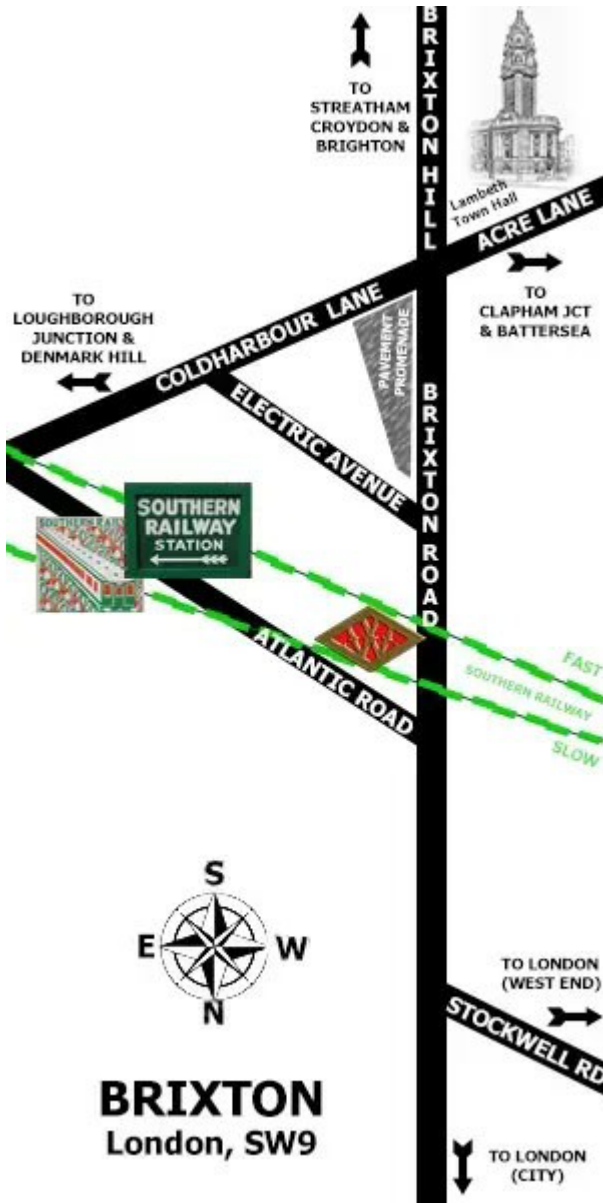 BRIXTON HILL
TO
STREATHAM
CROYDON &
BRIGHTON
Lambeth
Town Hall
ACRE LANE
TO
CLAPHAM JCT
& BATTERSEA
TO
LOUGHBOROUGH
JUNCTION &
DENMARK HILL
COLDHARBOUR LANE
PAVEMENT
PROMENADE
ELECTRIC AVENUE
BRIXTON ROAD
SOUTHERN
RAILWAY
STATION
SOUTHERN RAIL
ATLANTIC ROAD
FAST
SOUTHERN RAILWAY
SLOW
S
E
W
N
TO LONDON
(WEST END)
STOCKWELL RD
BRIXTON
London, SW9
TO LONDON
(CITY)